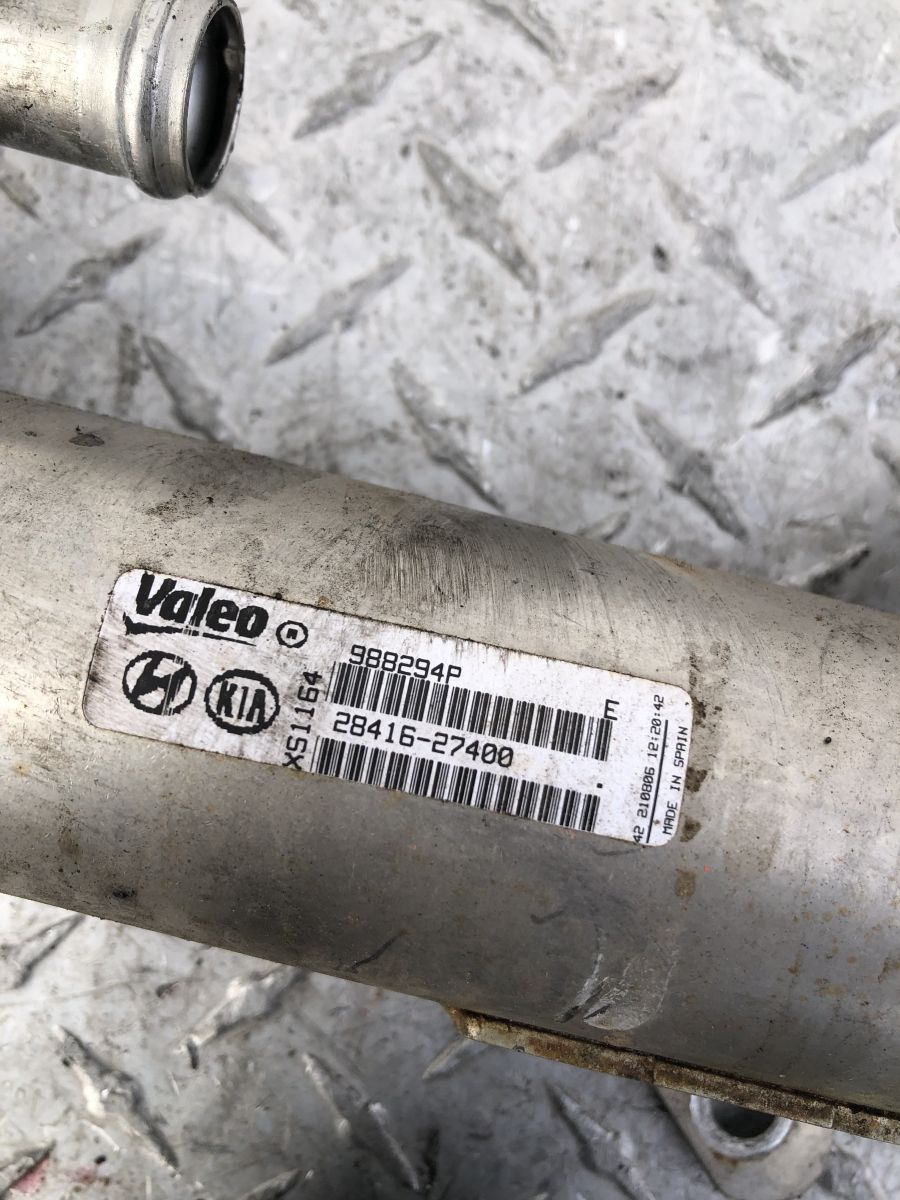 Valeo
KIA
XS1164
988294P
E
28416-27400
42 210806 12:20:42
MADE IN SPAIN